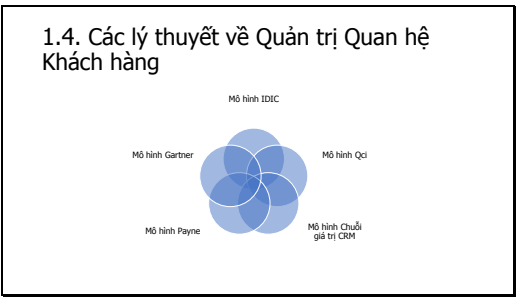 1.4. Các lý thuyết về Quản trị Quan hệ
Khách hàng
Mô hình IDIC
Mô hình Gartner
Mô hình Qci
Mô hình Payne
Mô hình Chuỗi
giá trị CRM